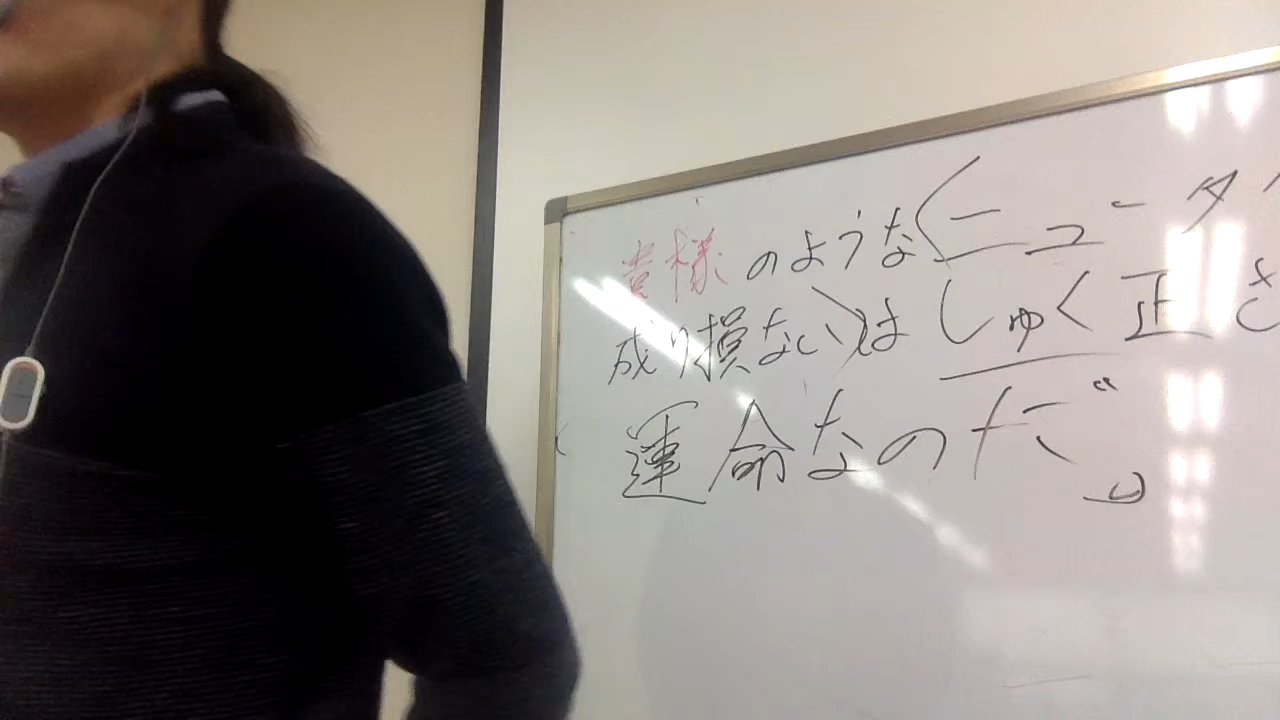 貴様のような〈ニュータ
成り損ない〉はしゅく正さ
運命なのだ」